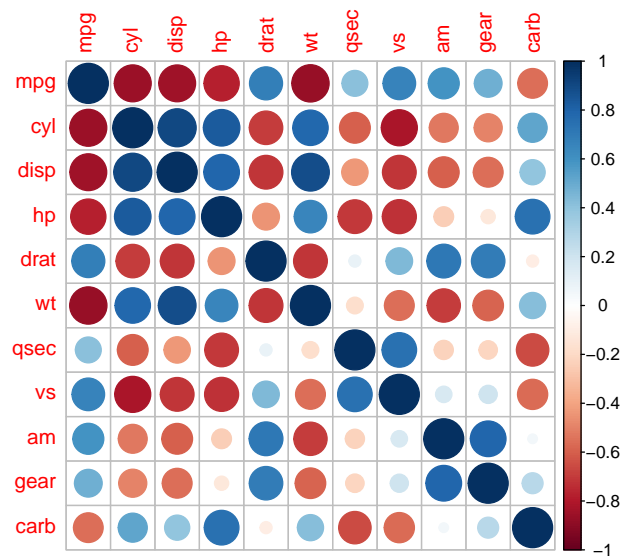 mpg cyl disp hp drat wt qsec vs am gear carb
mpg
cyl
disp
hp
drat
wt
qsec
vs
am
gear
carb
1
0.8
0.6
0.4
0.2
0
−0.2
−0.4
−0.6
−0.8
−1